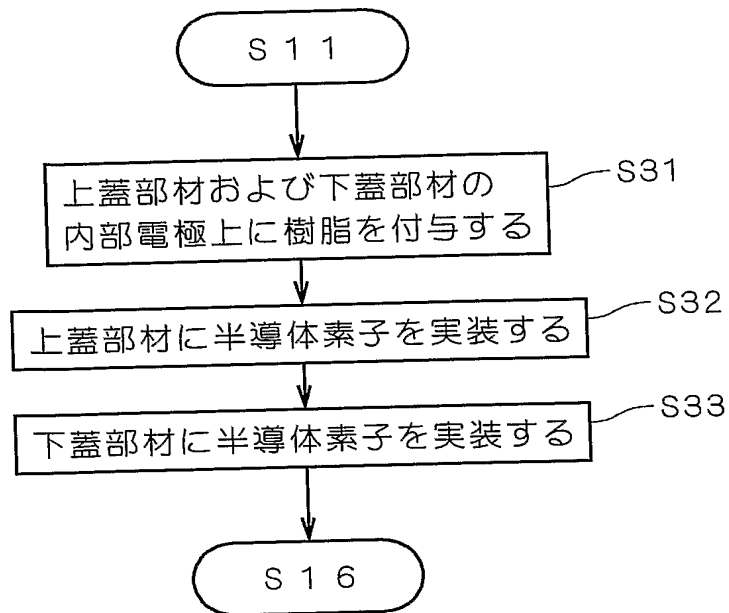 S11
上蓋部材および下蓋部材の
内部電極上に樹脂を付与する
S31
上蓋部材に半導体素子を実装する
S32
下蓋部材に半導体素子を実装する
S33
S16